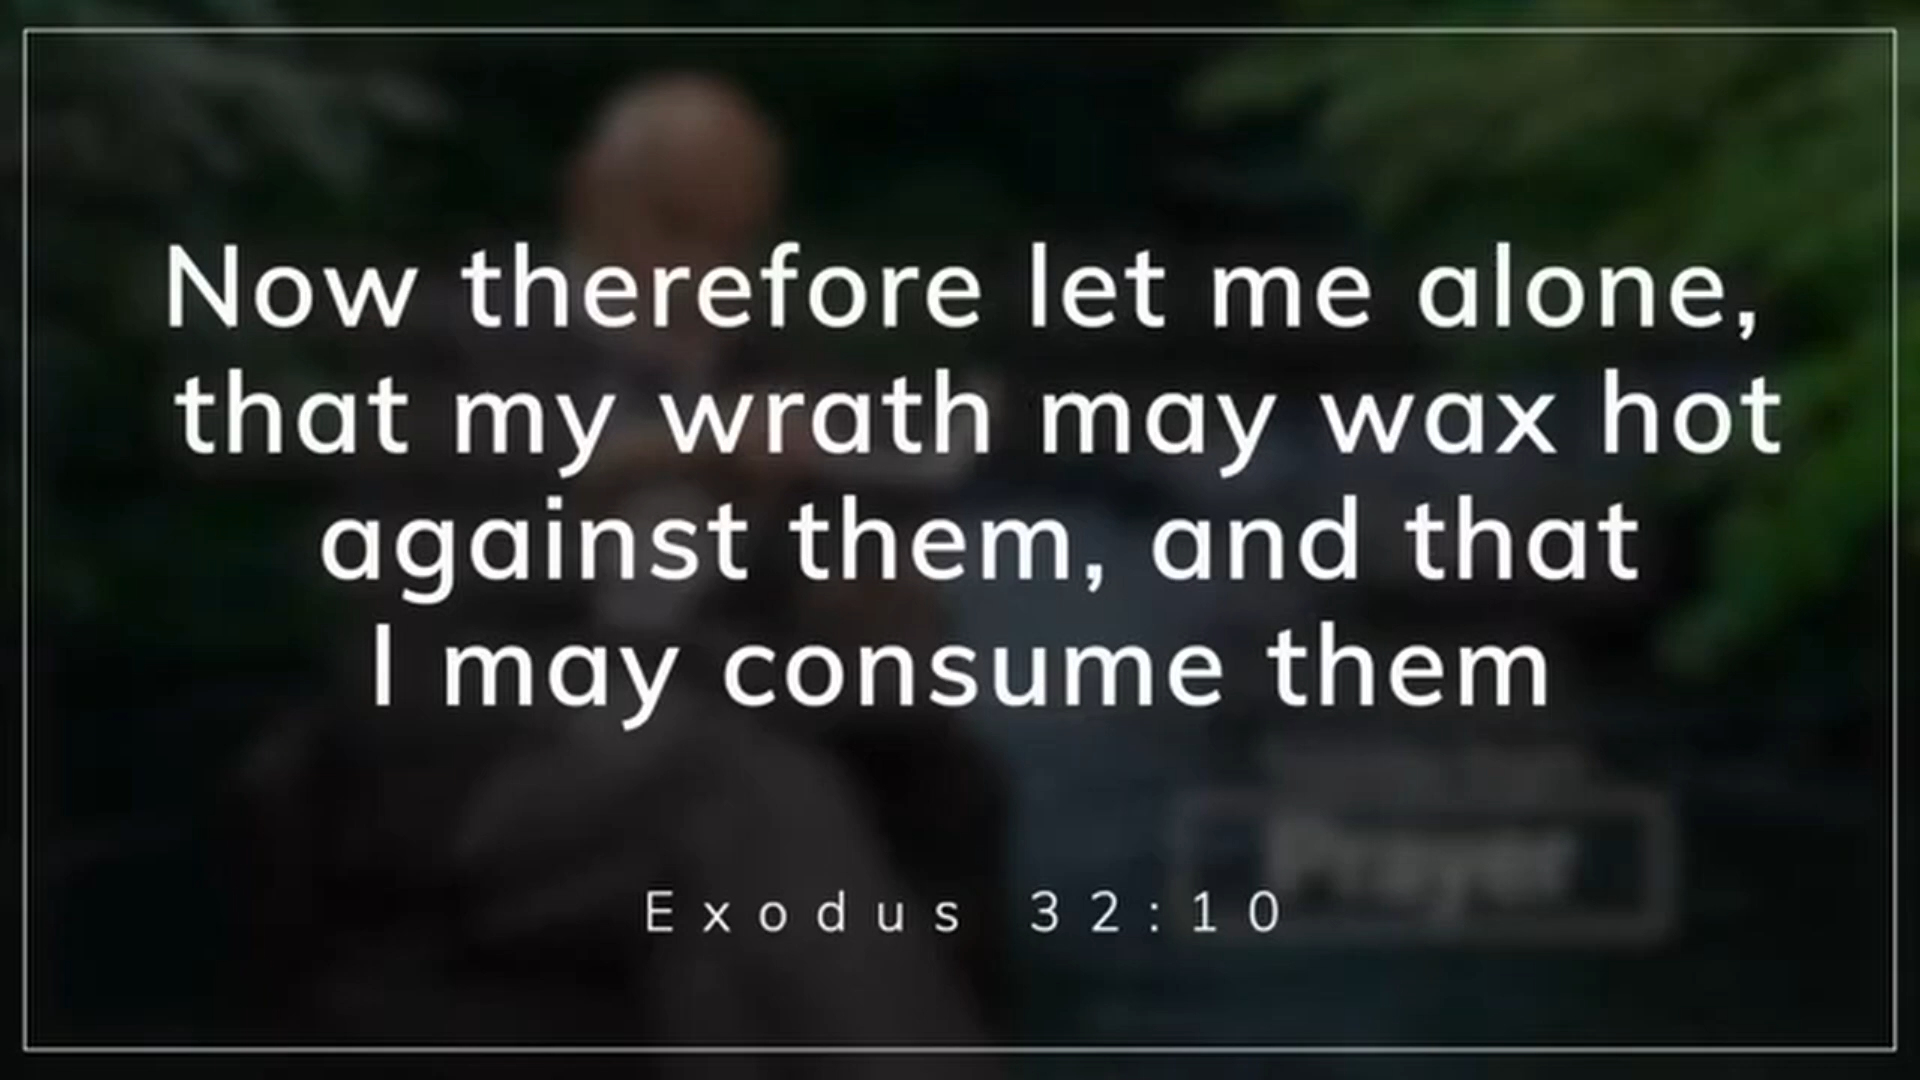 Now therefore let me alone,
that my wrath may wax hot
against them, and that
I may consume them
Exodus 32:10
Prayer